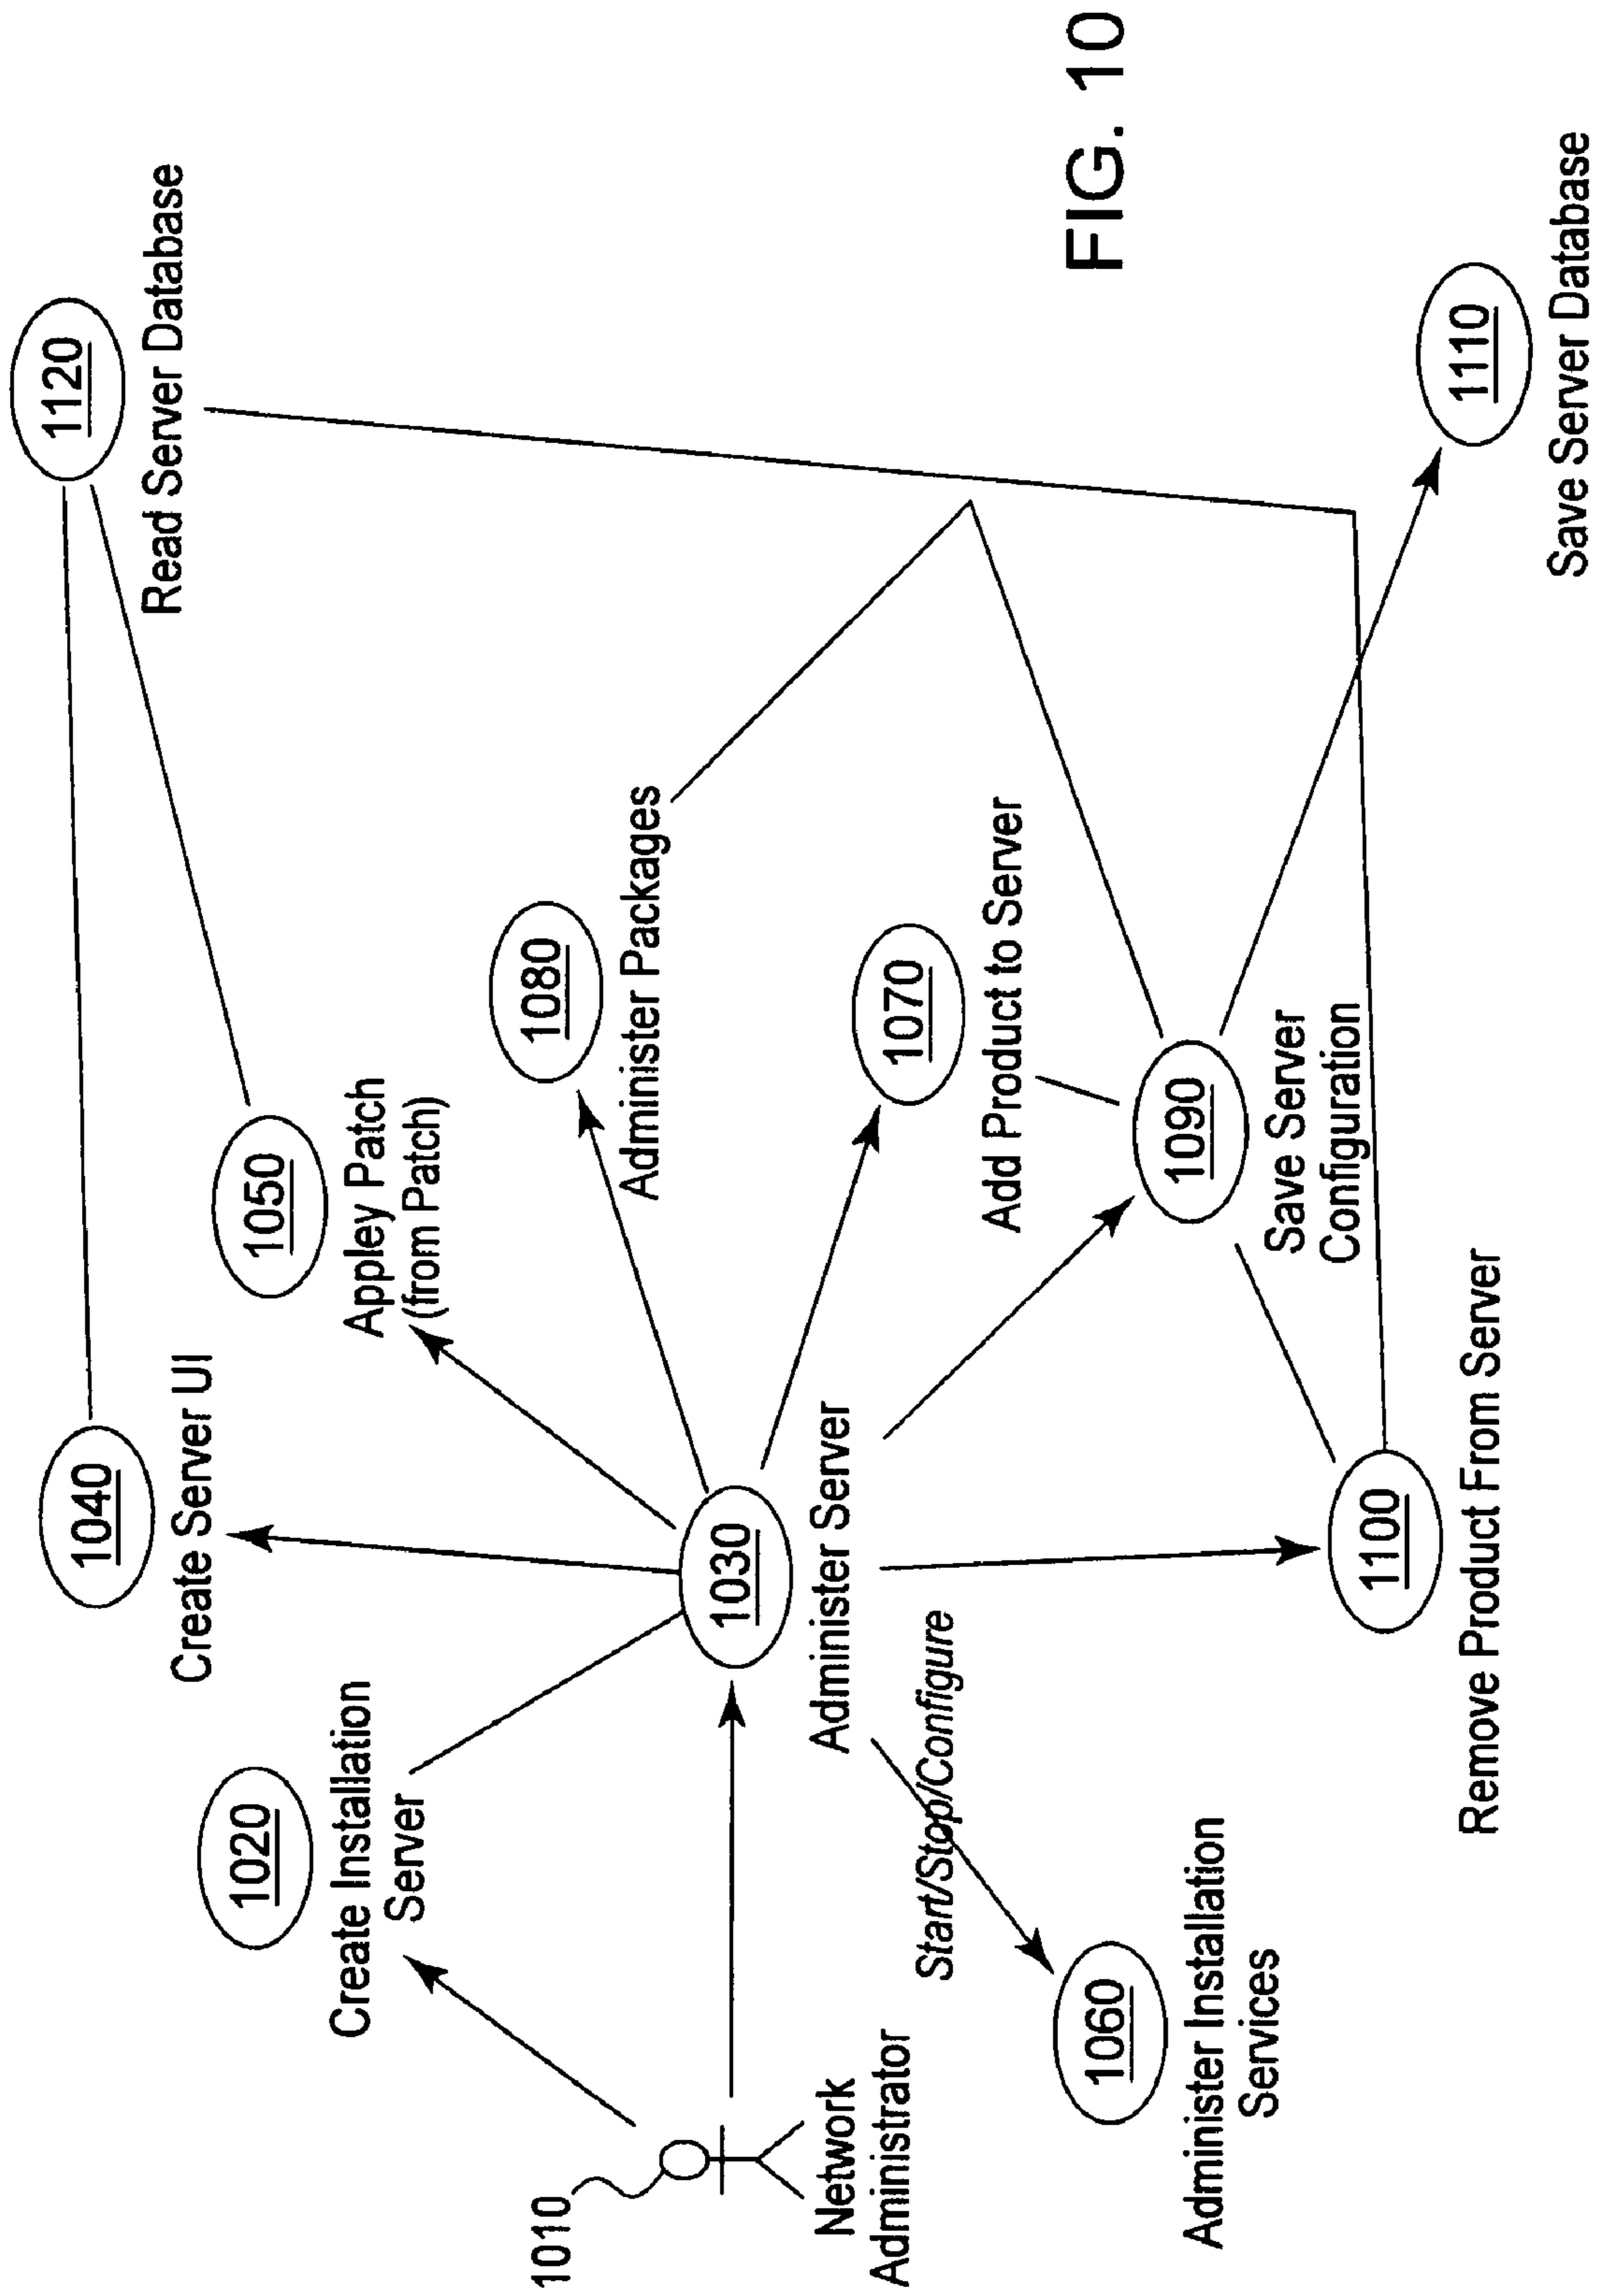 1120
Read Server Database
1040
Create Server UI
1050
Appley Patch
(from Patch)
1020
Create Installation
Server
1080
Administer Packages
1010
Network
Administrator
1030
Administer Server
1070
Add Product to Server
Start/Stop/Configure
1060
Administer Installation
Services
1090
Save Server
Configuration
1100
Remove Product From Server
1110
Save Server Database
FIG. 10